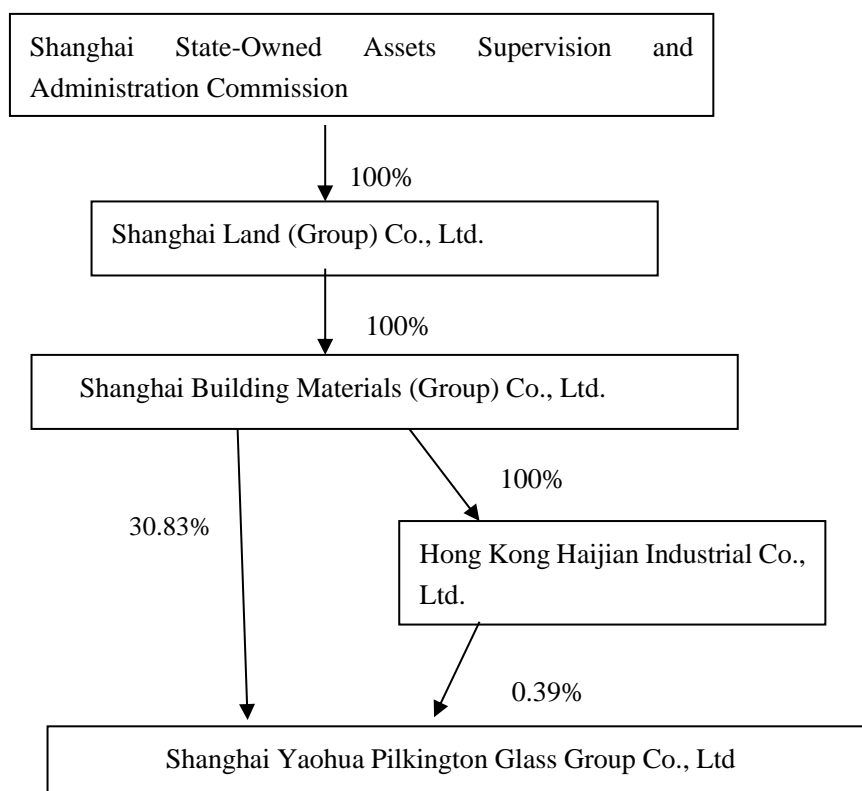 Shanghai State-Owned Assets Supervision and
Administration Commission
100%
Shanghai Land (Group) Co., Ltd.
100%
Shanghai Building Materials (Group) Co., Ltd.
100%
30.83%
Hong Kong Haijian Industrial Co.,
Ltd.
0.39%
Shanghai Yaohua Pilkington Glass Group Co., Ltd